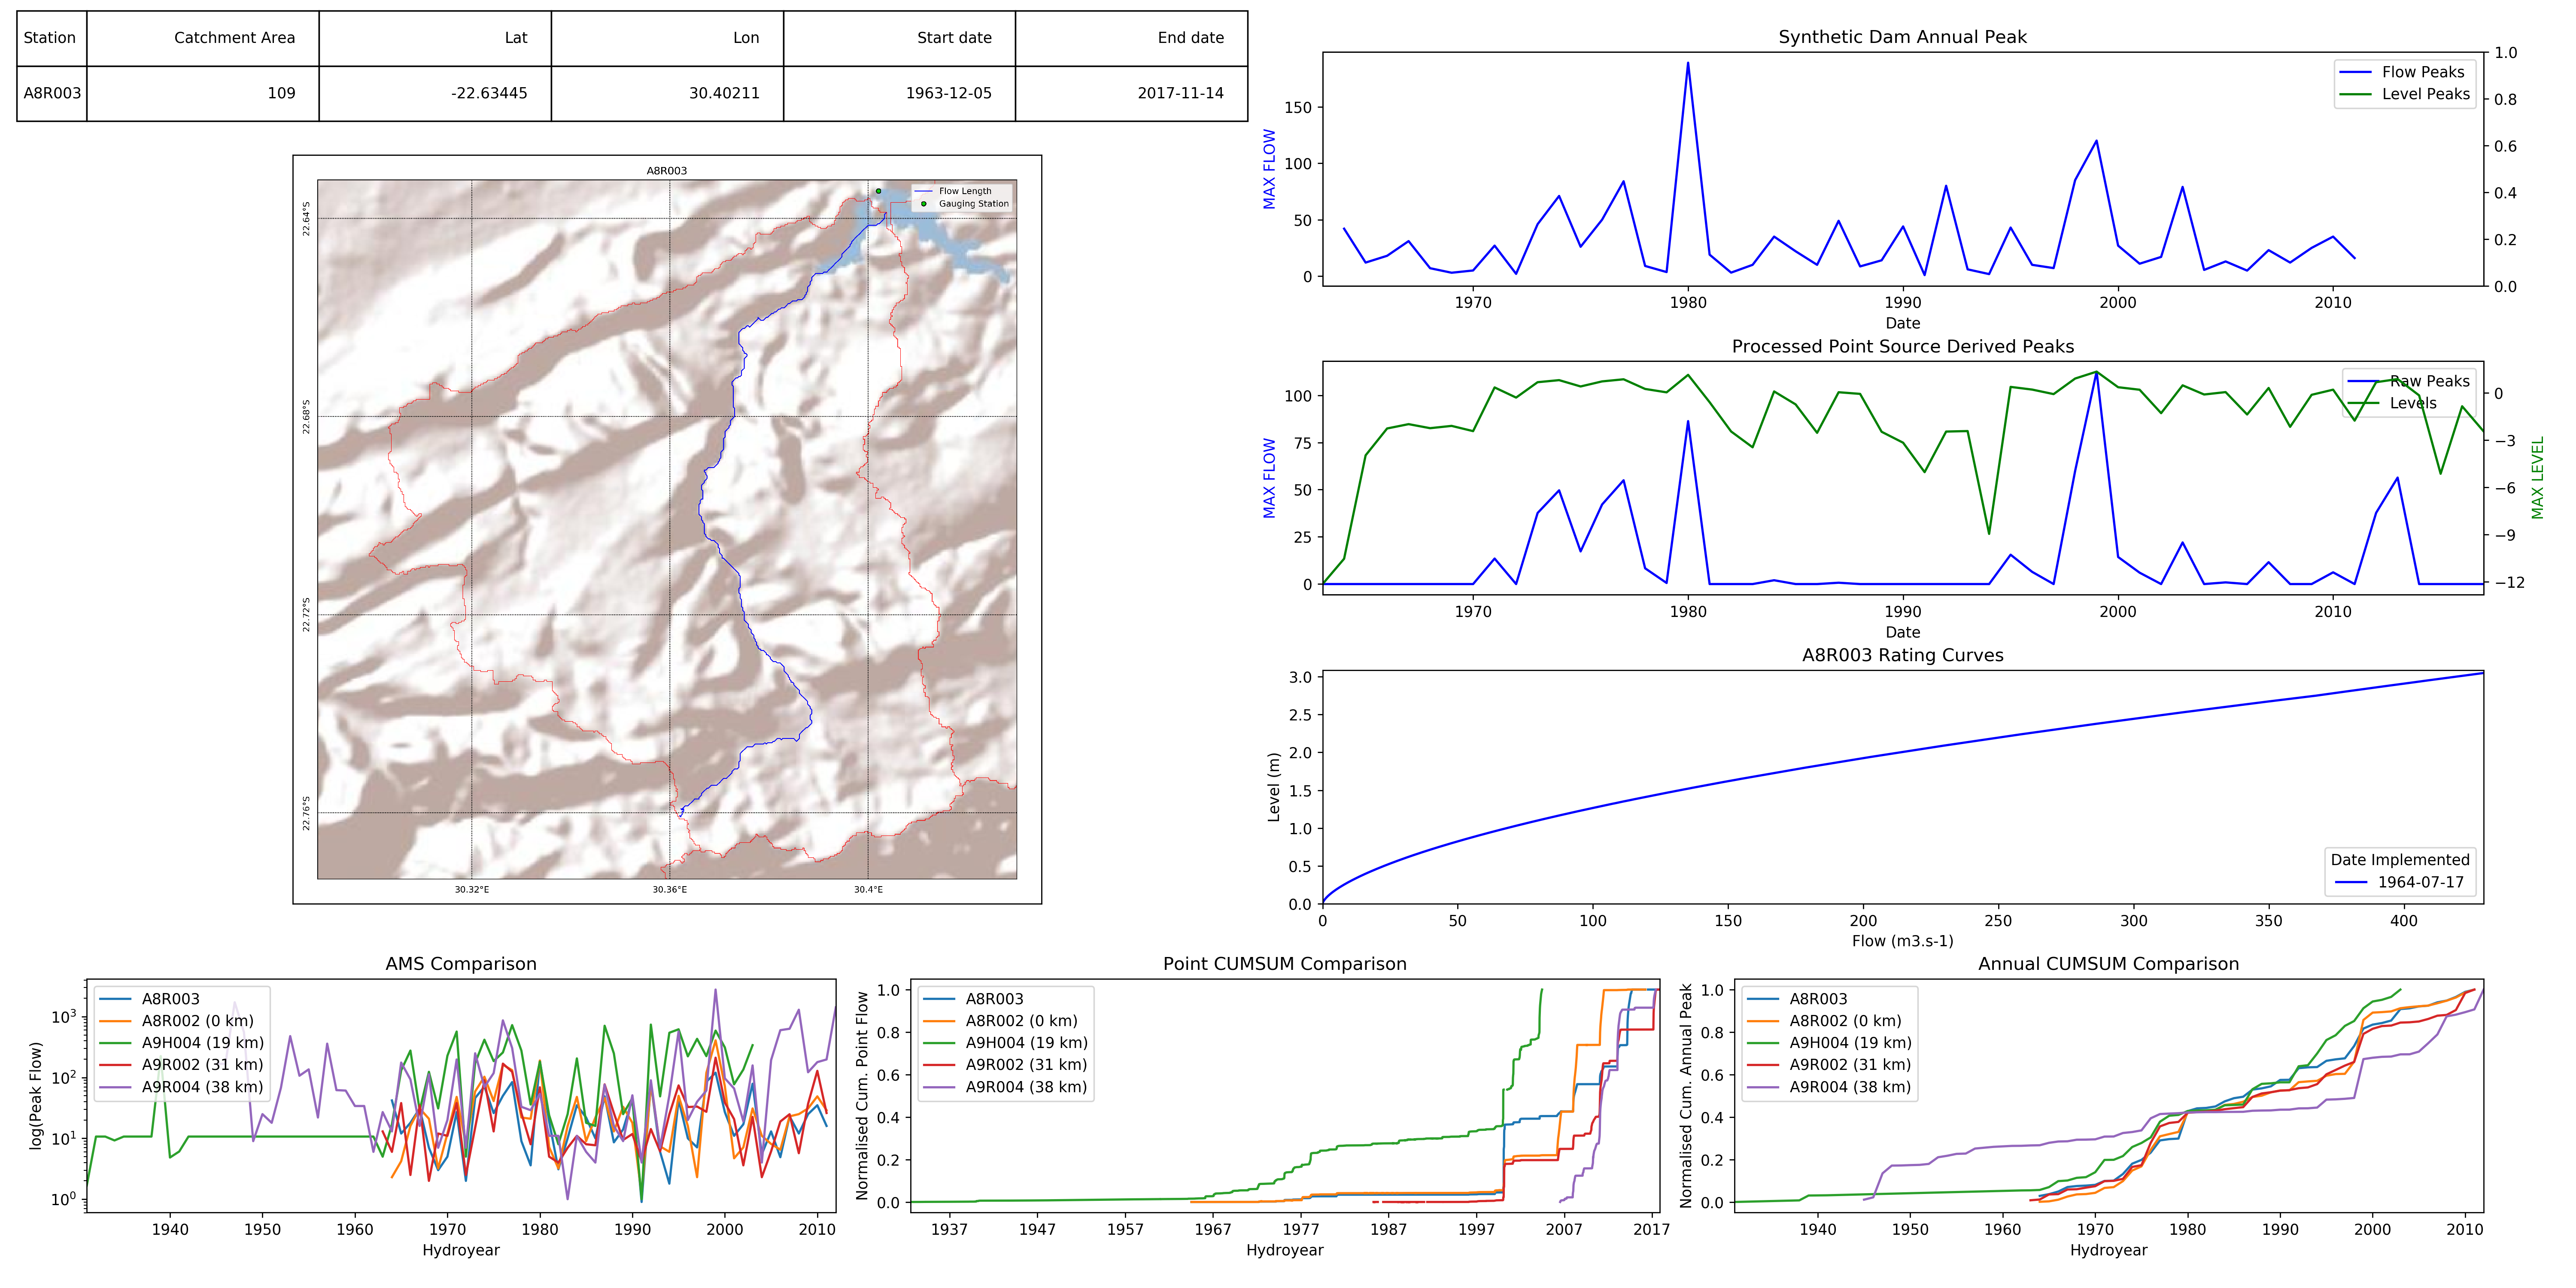 Station Catchment Area Lat Lon Start date End date
A8R003 109 -22.63445 30.40211 1963-12-05 2017-11-14
A8R003
Flow Length
Gauging Station
22.64°S
22.68°S
22.72°S
22.76°S
30.32°E 30.36°E 30.4°E
Synthetic Dam Annual Peak
Flow Peaks
Level Peaks
MAX FLOW
150
100
50
0
1.0
0.8
0.6
0.4
0.2
0.0
1970 1980 1990 2000 2010
Date
Processed Point Source Derived Peaks
Raw Peaks
Levels
MAX FLOW
100
75
50
25
0
0
−3
−6
−9
−12
MAX LEVEL
1970 1980 1990 2000 2010
Date
A8R003 Rating Curves
Level (m)
3.0
2.5
2.0
1.5
1.0
0.5
0.0
Date Implemented
1964-07-17
0 50 100 150 200 250 300 350 400
Flow (m3.s-1)
AMS Comparison
A8R003
A8R002 (0 km)
A9H004 (19 km)
A9R002 (31 km)
A9R004 (38 km)
log(Peak Flow)
10³
10²
10¹
10⁰
1940 1950 1960 1970 1980 1990 2000 2010
Hydroyear
Point CUMSUM Comparison
A8R003
A8R002 (0 km)
A9H004 (19 km)
A9R002 (31 km)
A9R004 (38 km)
Normalised Cum. Point Flow
1.0
0.8
0.6
0.4
0.2
0.0
1937 1947 1957 1967 1977 1987 1997 2007 2017
Hydroyear
Annual CUMSUM Comparison
A8R003
A8R002 (0 km)
A9H004 (19 km)
A9R002 (31 km)
A9R004 (38 km)
Normalised Cum. Annual Peak
1.0
0.8
0.6
0.4
0.2
0.0
1940 1950 1960 1970 1980 1990 2000 2010
Hydroyear